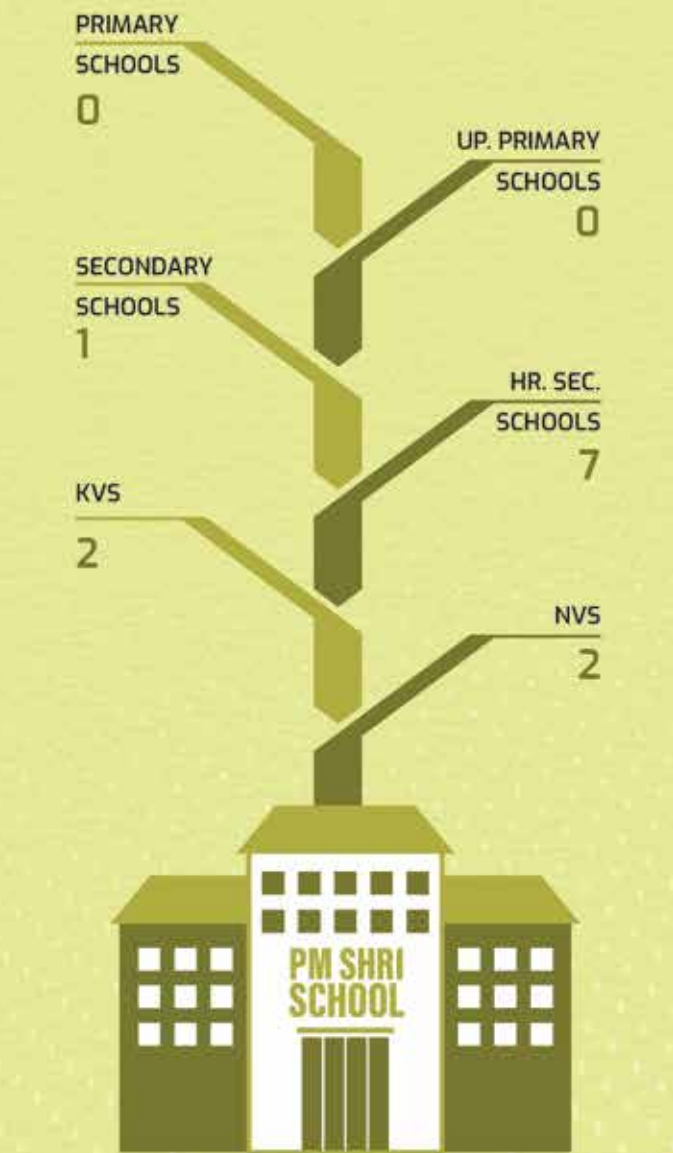 PRIMARY
SCHOOLS
0
UP. PRIMARY
SCHOOLS
0
SECONDARY
SCHOOLS
1
HR. SEC.
SCHOOLS
7
KVS
2
NVS
2
PM SHRI
SCHOOL